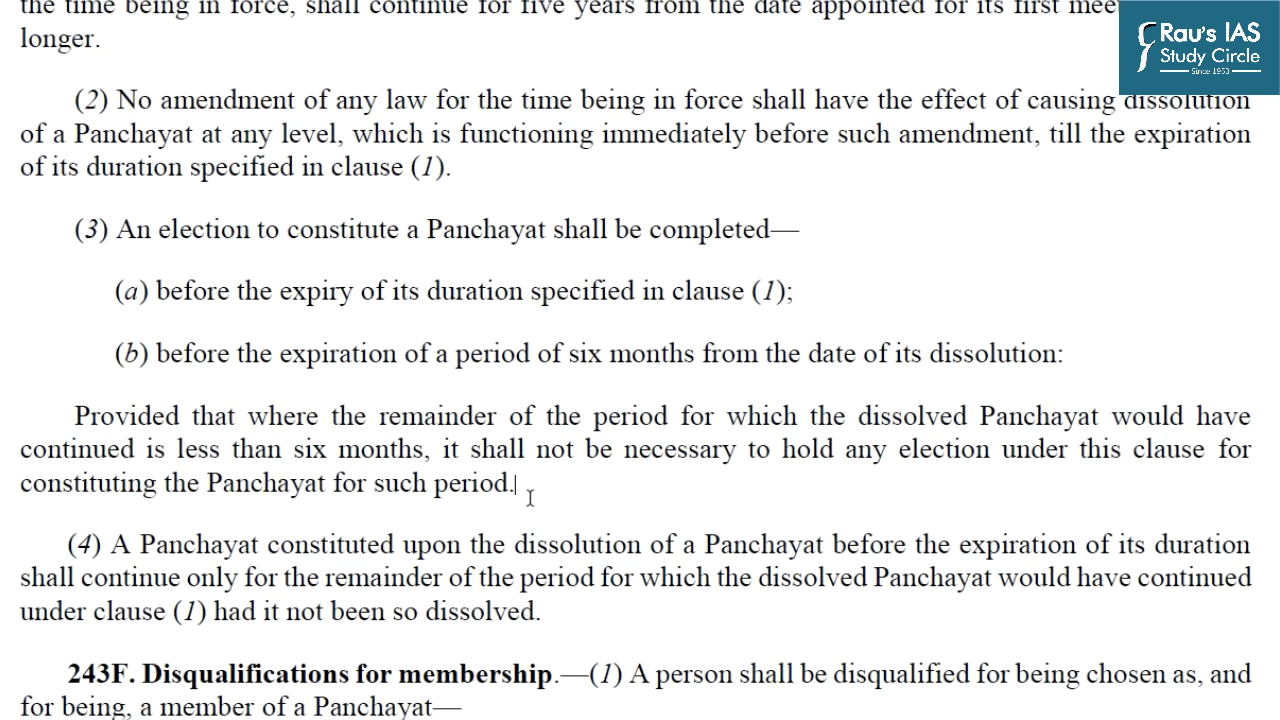 the time being in force, shall continue for five years from the date appointed for its first mee
longer.
Rau's IAS
Study Circle
Since 1953
(2) No amendment of any law for the time being in force shall have the effect of causing dissolution
of a Panchayat at any level, which is functioning immediately before such amendment, till the expiration
of its duration specified in clause (1).
(3) An election to constitute a Panchayat shall be completed—
(a) before the expiry of its duration specified in clause (1);
(b) before the expiration of a period of six months from the date of its dissolution:
Provided that where the remainder of the period for which the dissolved Panchayat would have
continued is less than six months, it shall not be necessary to hold any election under this clause for
constituting the Panchayat for such period.
(4) A Panchayat constituted upon the dissolution of a Panchayat before the expiration of its duration
shall continue only for the remainder of the period for which the dissolved Panchayat would have continued
under clause (1) had it not been so dissolved.
243F. Disqualifications for membership.—(1) A person shall be disqualified for being chosen as, and
for being, a member of a Panchayat—